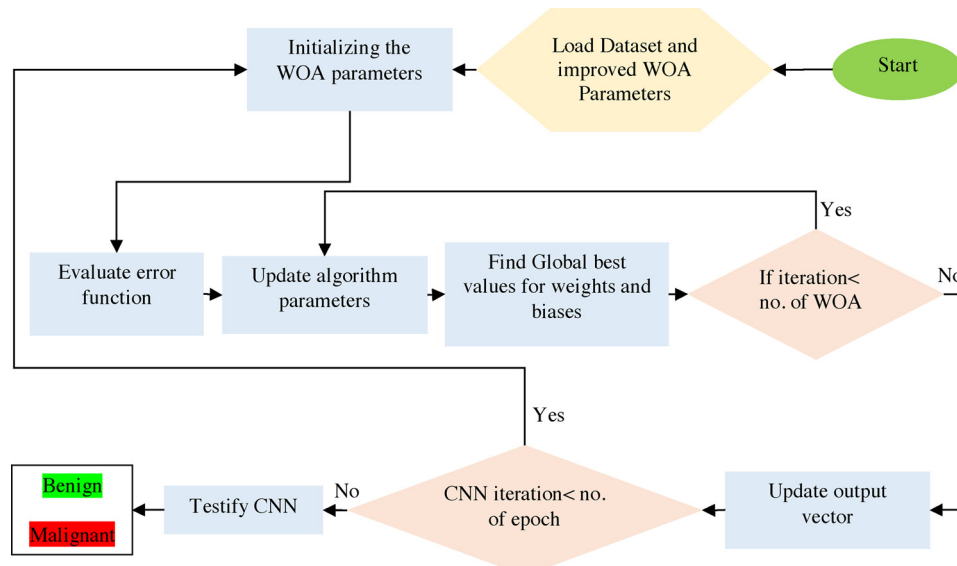 Start
Load Dataset and
improved WOA
Parameters
Initializing the
WOA parameters
Evaluate error
function
Update algorithm
parameters
Find Global best
values for weights and
biases
If iteration<
no. of WOA
Yes
No
Update output
vector
CNN iteration< no.
of epoch
Yes
No
Testify CNN
Benign
Malignant